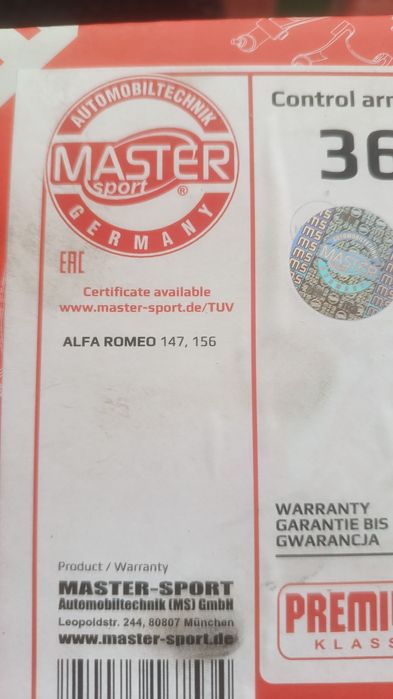 AUTOMOBILTECHNIK
MASTER
sport
®
GERMANY
EAC
Certificate available
www.master-sport.de/TUV
ALFA ROMEO 147, 156
Product / Warranty
MASTER-SPORT
Automobiltechnik (MS) GmbH
Leopoldstr. 244, 80807 München
www.master-sport.de
Control arm
36
AUTOMOBILTECHNIK
MASTER
WARRANTY
GARANTIE BIS
GWARANCJA
PREMI
KLASS